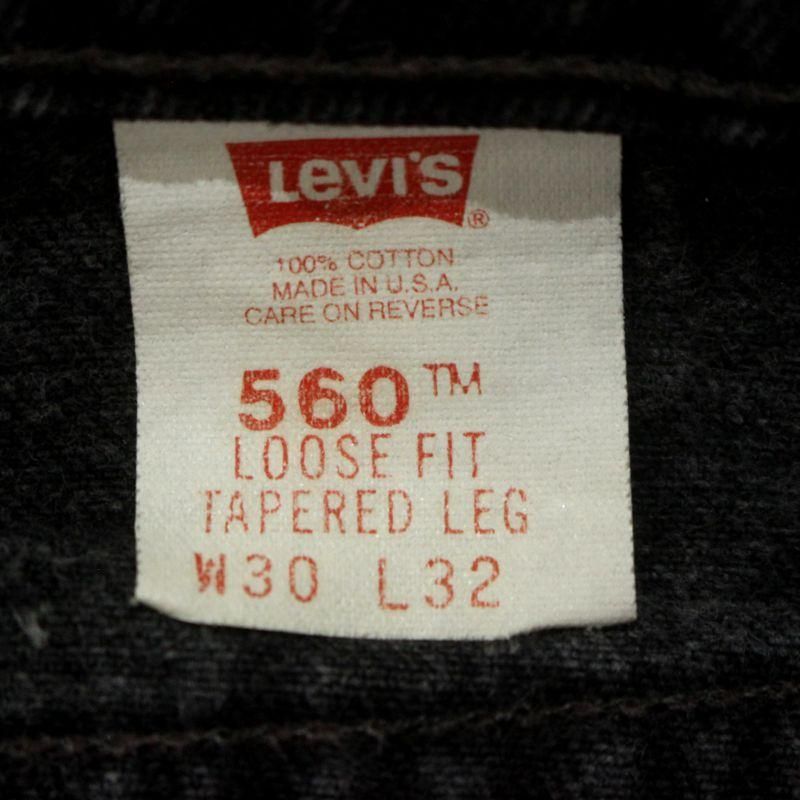 Levi's®
100% COTTON
MADE IN U.S.A.
CARE ON REVERSE
560™
LOOSE FIT
TAPERED LEG
W30 L32